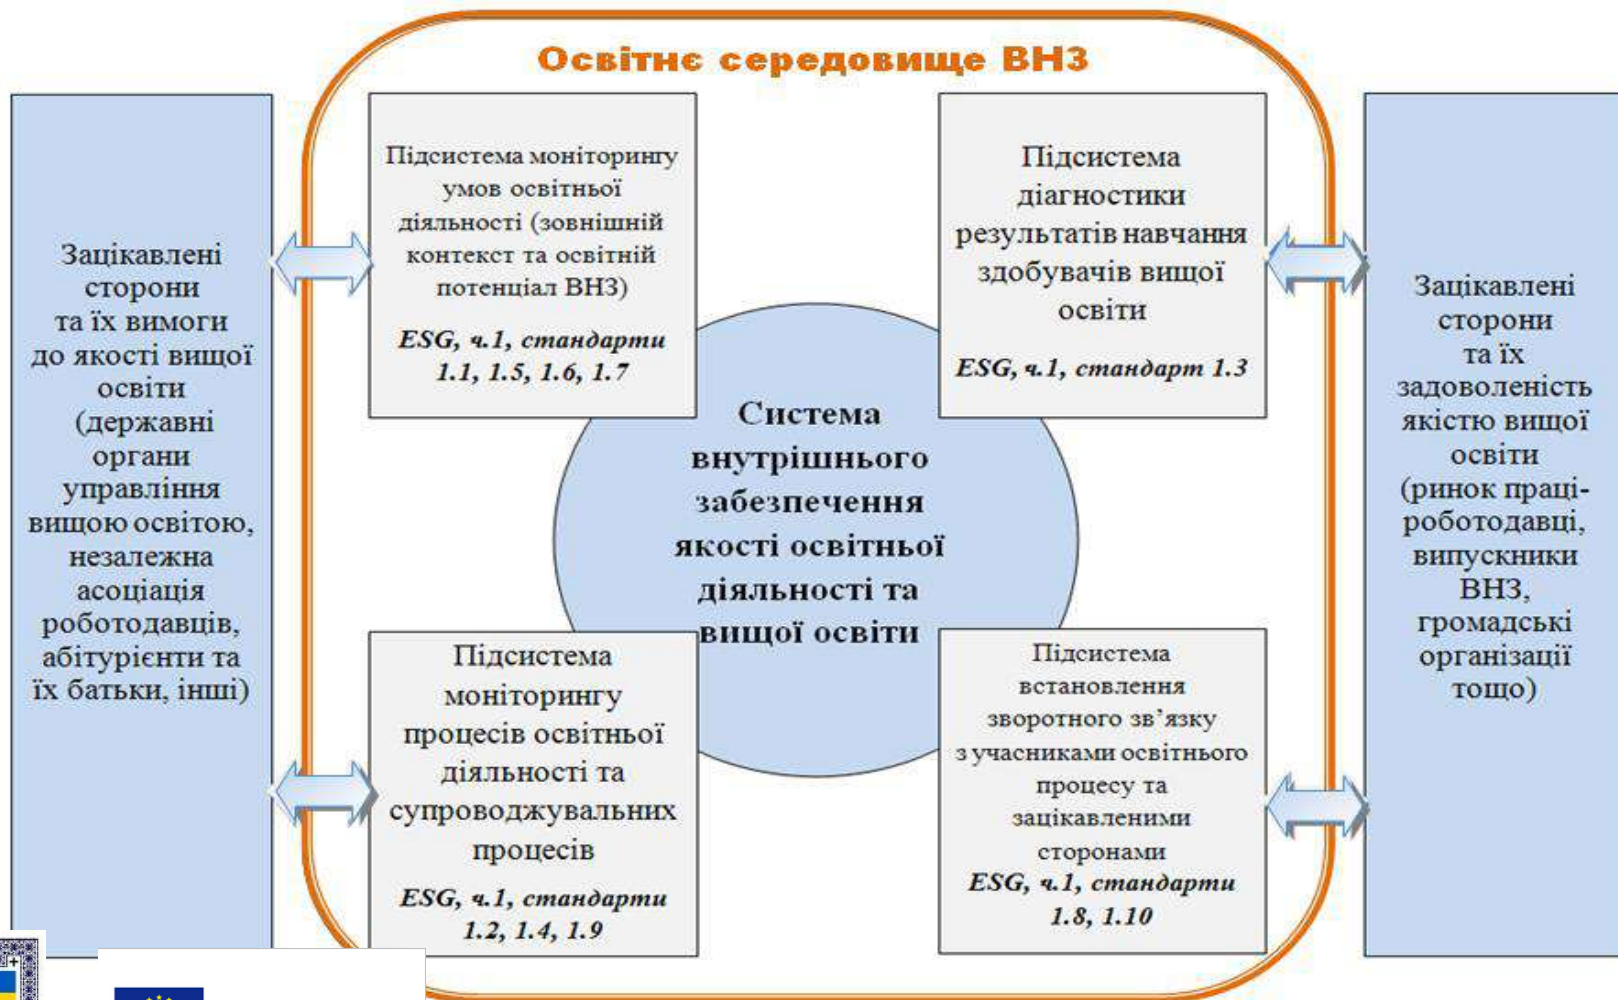 Освітнє середовище ВНЗ
Зацікавлені
сторони
та їх вимоги
до якості вищої
освіти
(державні
органи
управління
вищою освітою,
незалежна
асоціація
роботодавців,
абітурієнти та
їх батьки, інші)
Підсистема моніторингу
умов освітньої
діяльності (зовнішній
контекст та освітній
потенціал ВНЗ)
ESG, ч.1, стандарти
1.1, 1.5, 1.6, 1.7
Підсистема
діагностики
результатів навчання
здобувачів вищої
освіти
ESG, ч.1, стандарт 1.3
Система
внутрішнього
забезпечення
якості освітньої
діяльності та
вищої освіти
Підсистема
моніторингу
процесів освітньої
діяльності та
супроводжувальних
процесів
ESG, ч.1, стандарти
1.2, 1.4, 1.9
Підсистема
встановлення
зворотного зв’язку
з учасниками освітнього
процесу та
зацікавленими
сторонами
ESG, ч.1, стандарти
1.8, 1.10
Зацікавлені
сторони
та їх
задоволеність
якістю вищої
освіти
(ринок праці-
роботодавці,
випускники
ВНЗ,
громадські
організації
тощо)